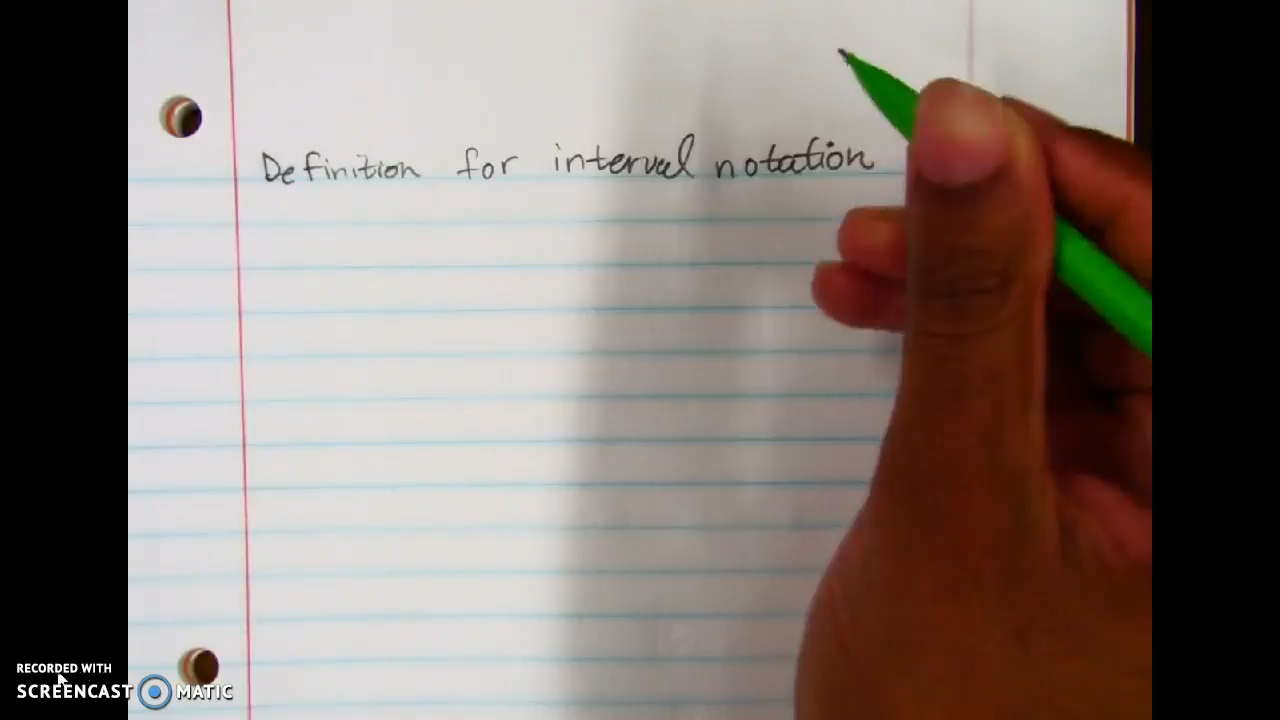 Definition for interval notation
RECORDED WITH
SCREENCAST MATIC